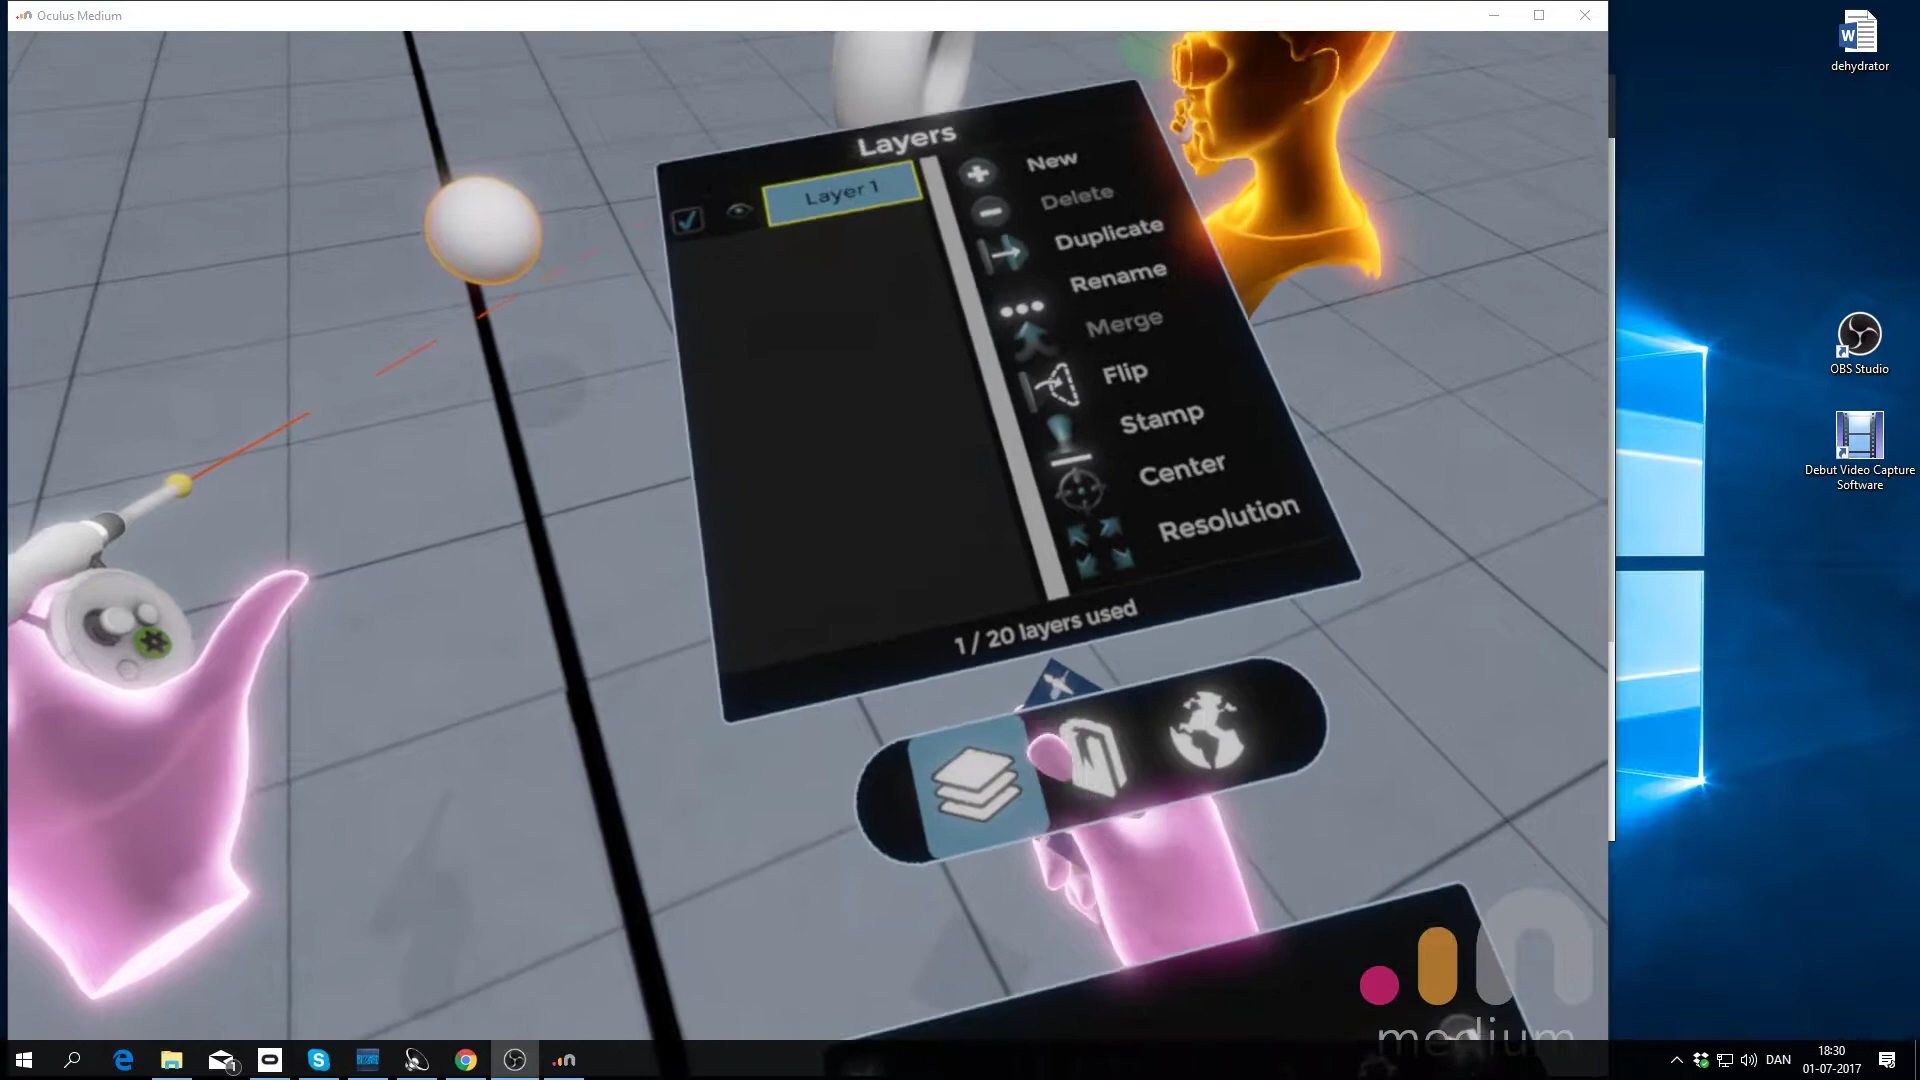 Oculus Medium
dehydrator
Layers
Layer 1
New
Delete
Duplicate
Rename
Merge
Flip
Stamp
Center
Resolution
1 / 20 layers used
OBS Studio
Debut Video Capture
Software
medium
DAN
18:30
01-07-2017